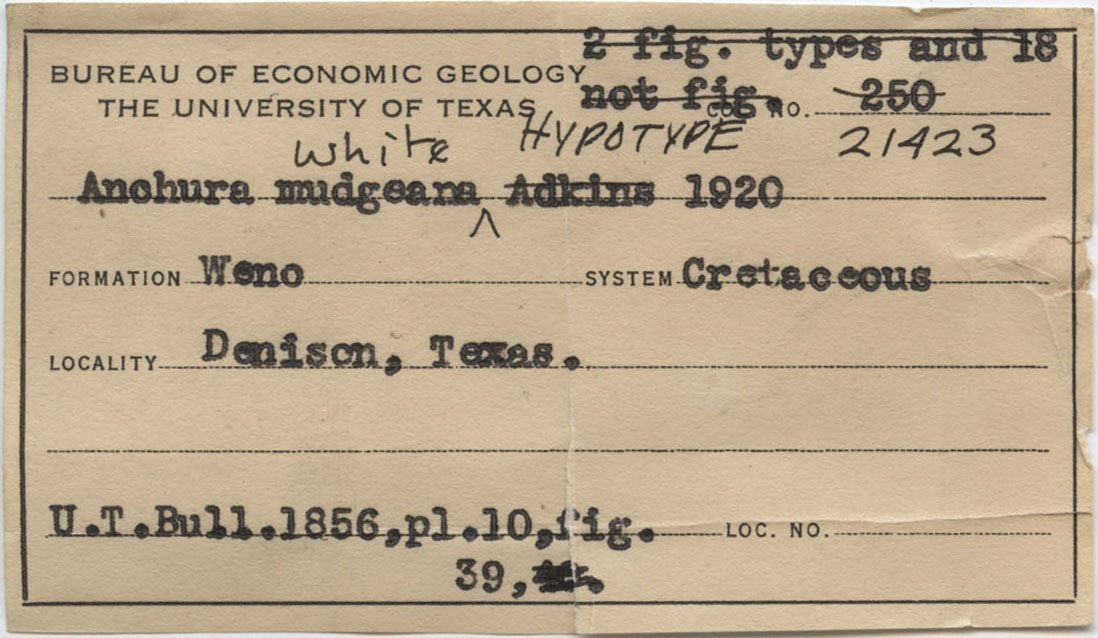 2 fig. types and 18
BUREAU OF ECONOMIC GEOLOGY
THE UNIVERSITY OF TEXAS not fig. COL. NO. 250
white HYPOTYPE 21423
Anchura mudgeana ^ Adkins 1920
FORMATION Weno SYSTEM Cretaceous
LOCALITY Denison, Texas.
U.T.Bull.1856,pl.10,fig. LOC. NO.
39,